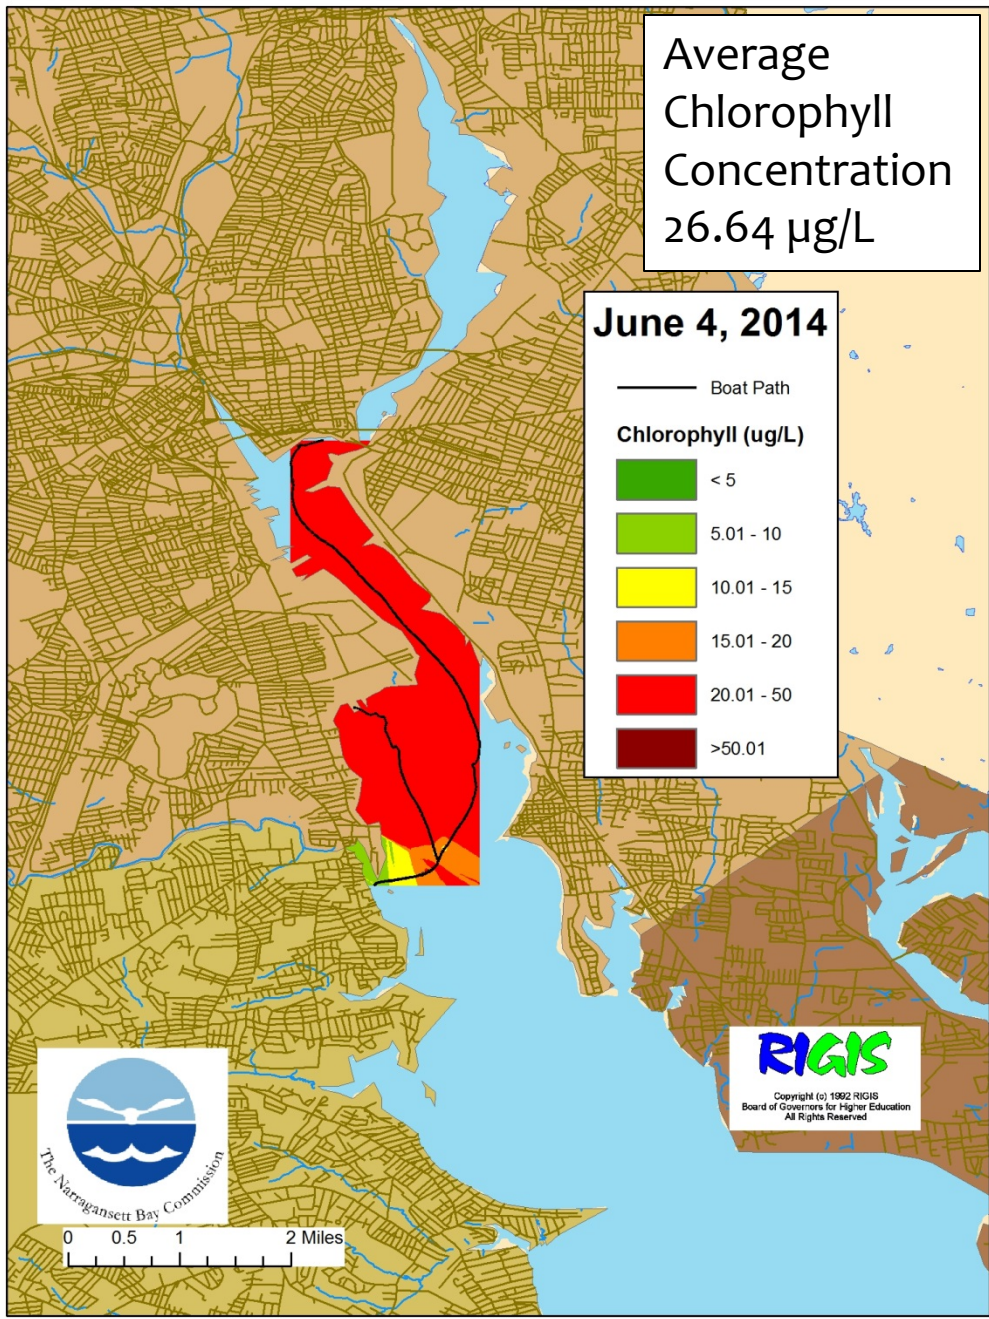 Average
Chlorophyll
Concentration
26.64 µg/L
June 4, 2014
Boat Path
Chlorophyll (ug/L)
< 5
5.01 - 10
10.01 - 15
15.01 - 20
20.01 - 50
>50.01
RIGIS
Copyright (c) 1992 RIGIS
Board of Governors for Higher Education
All Rights Reserved
The Narragansett Bay Commission
0 0.5 1 2 Miles